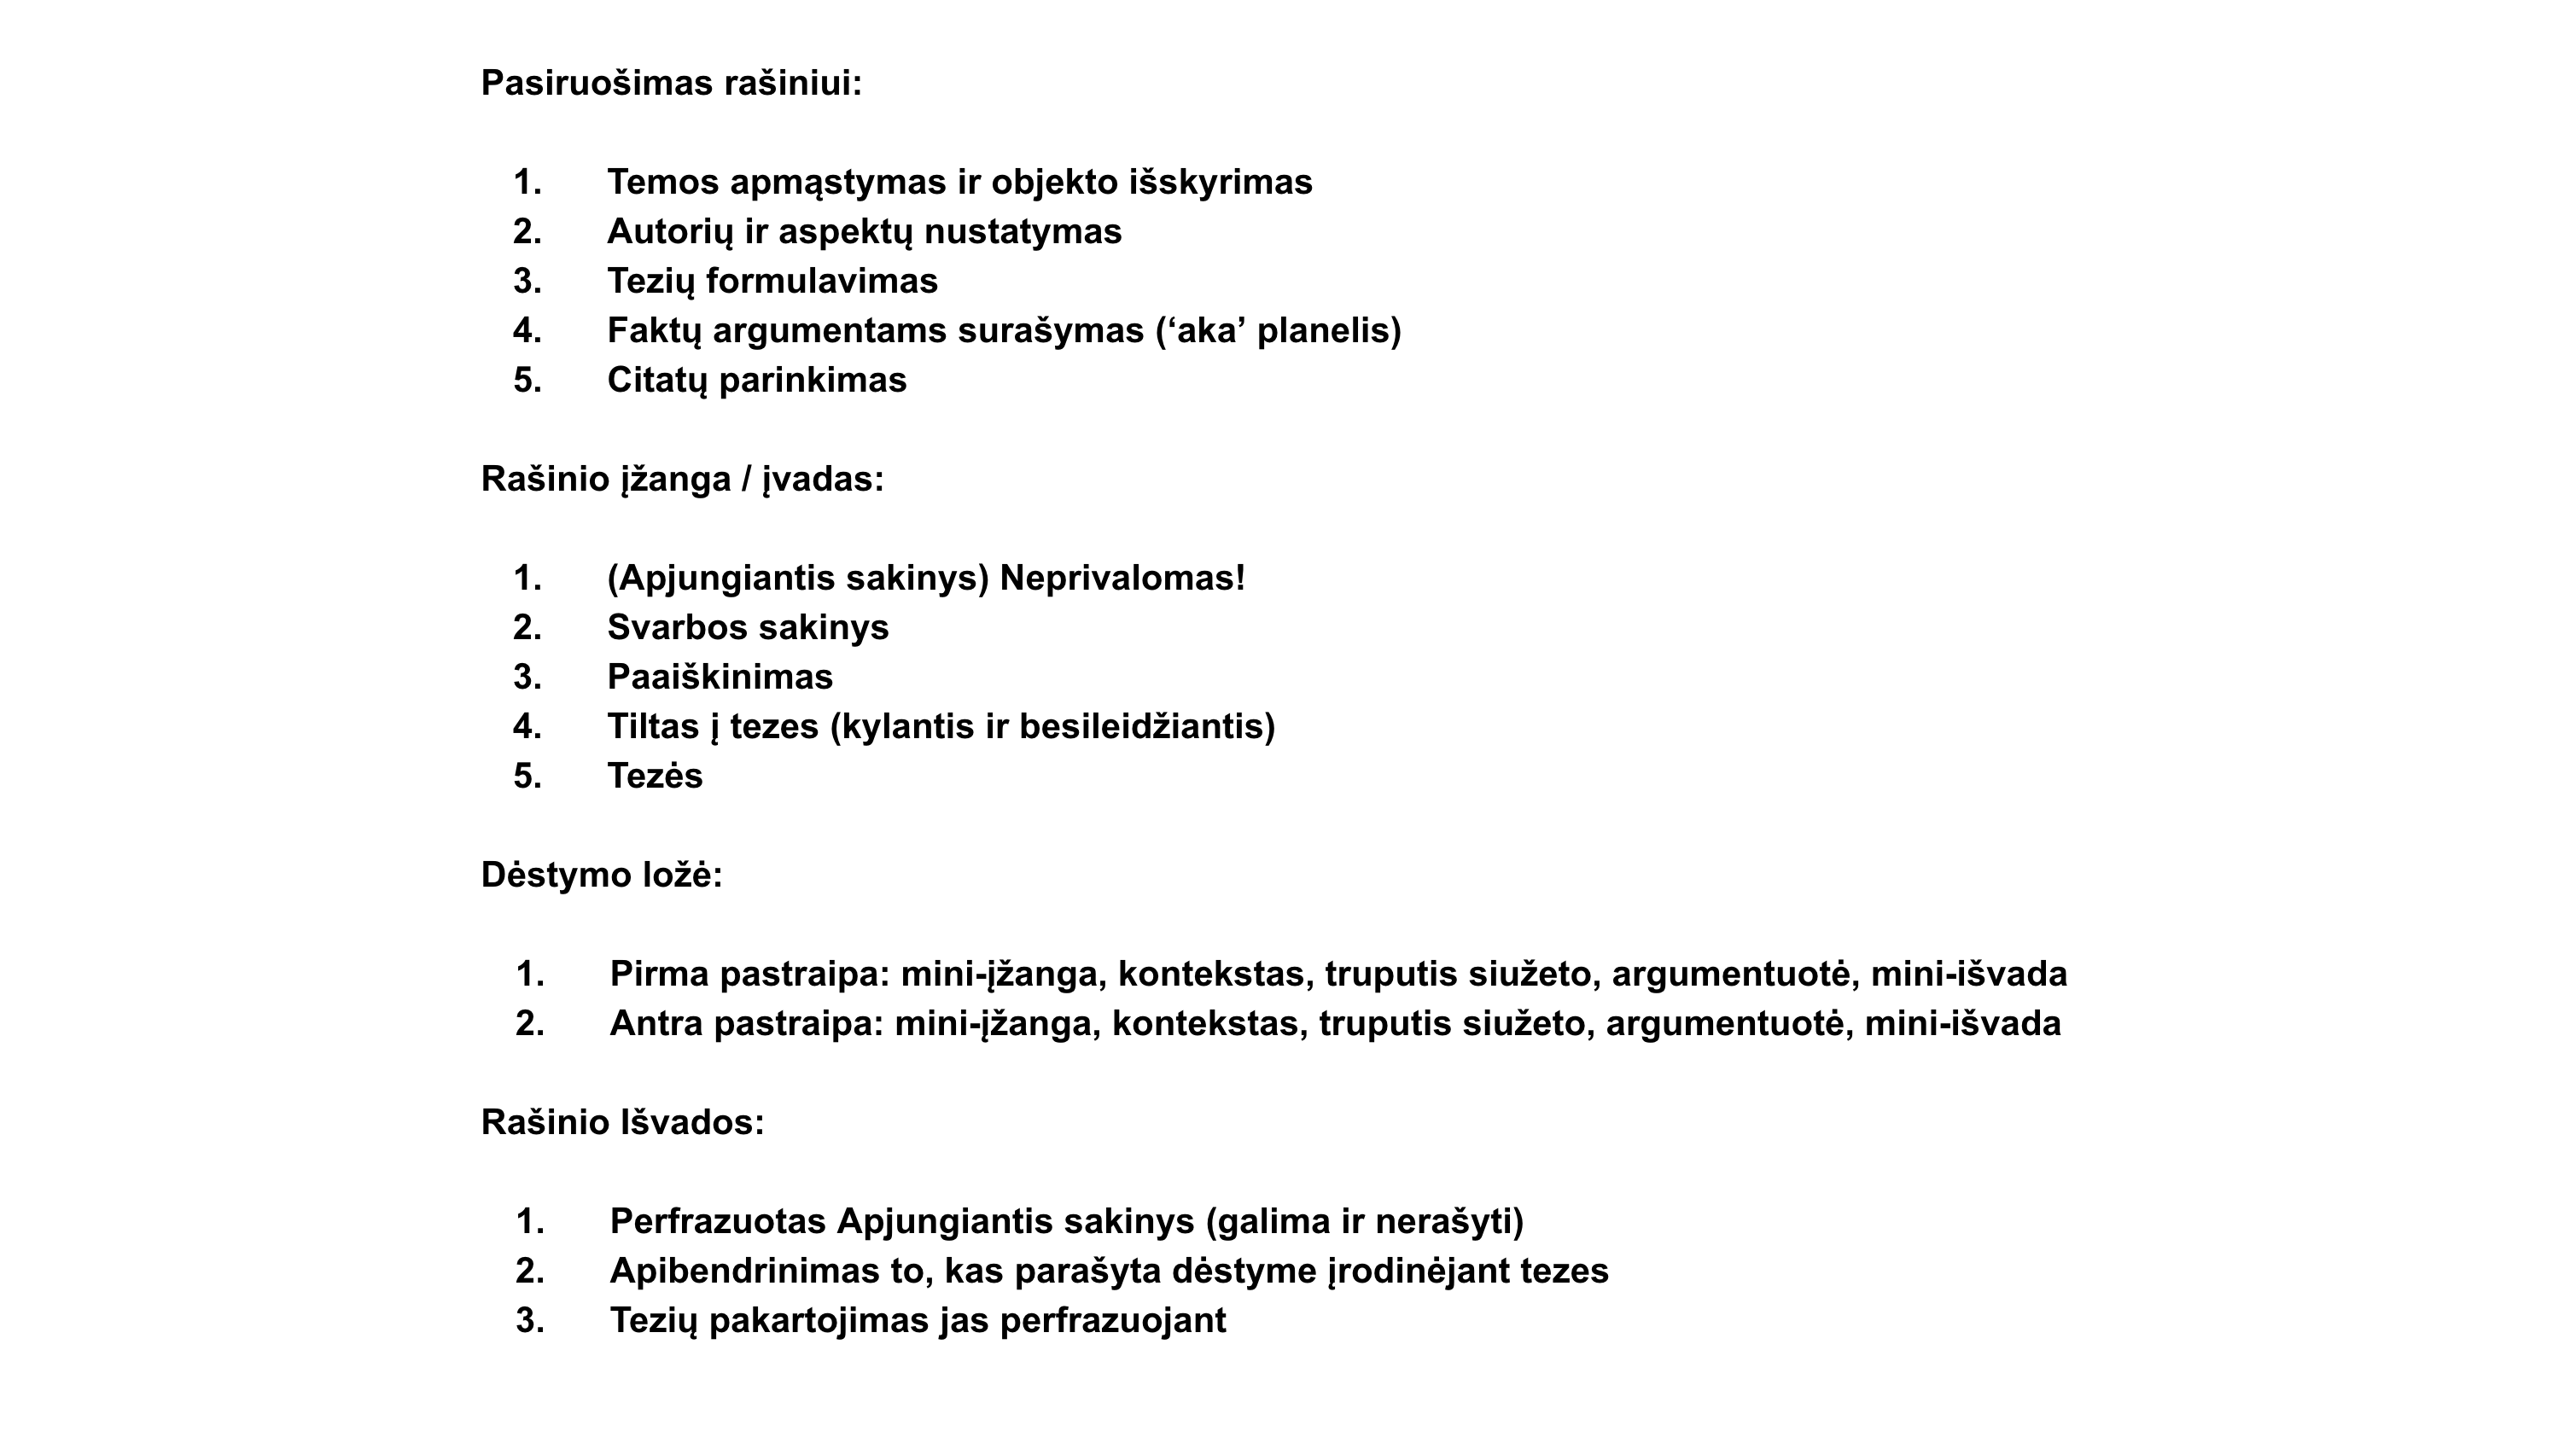 Pasiruošimas rašiniui:
1. Temos apmąstymas ir objekto išskyrimas
2. Autorių ir aspektų nustatymas
3. Tezių formulavimas
4. Faktų argumentams surašymas (‘aka’ planelis)
5. Citatų parinkimas
Rašinio įžanga / įvadas:
1. (Apjungiantis sakinys) Neprivalomas!
2. Svarbos sakinys
3. Paaiškinimas
4. Tiltas į tezes (kylantis ir besileidžiantis)
5. Tezės
Dėstymo ložė:
1. Pirma pastraipa: mini-įžanga, kontekstas, truputis siužeto, argumentuotė, mini-išvada
2. Antra pastraipa: mini-įžanga, kontekstas, truputis siužeto, argumentuotė, mini-išvada
Rašinio Išvados:
1. Perfrazuotas Apjungiantis sakinys (galima ir nerašyti)
2. Apibendrinimas to, kas parašyta dėstyme įrodinėjant tezes
3. Tezių pakartojimas jas perfrazuojant